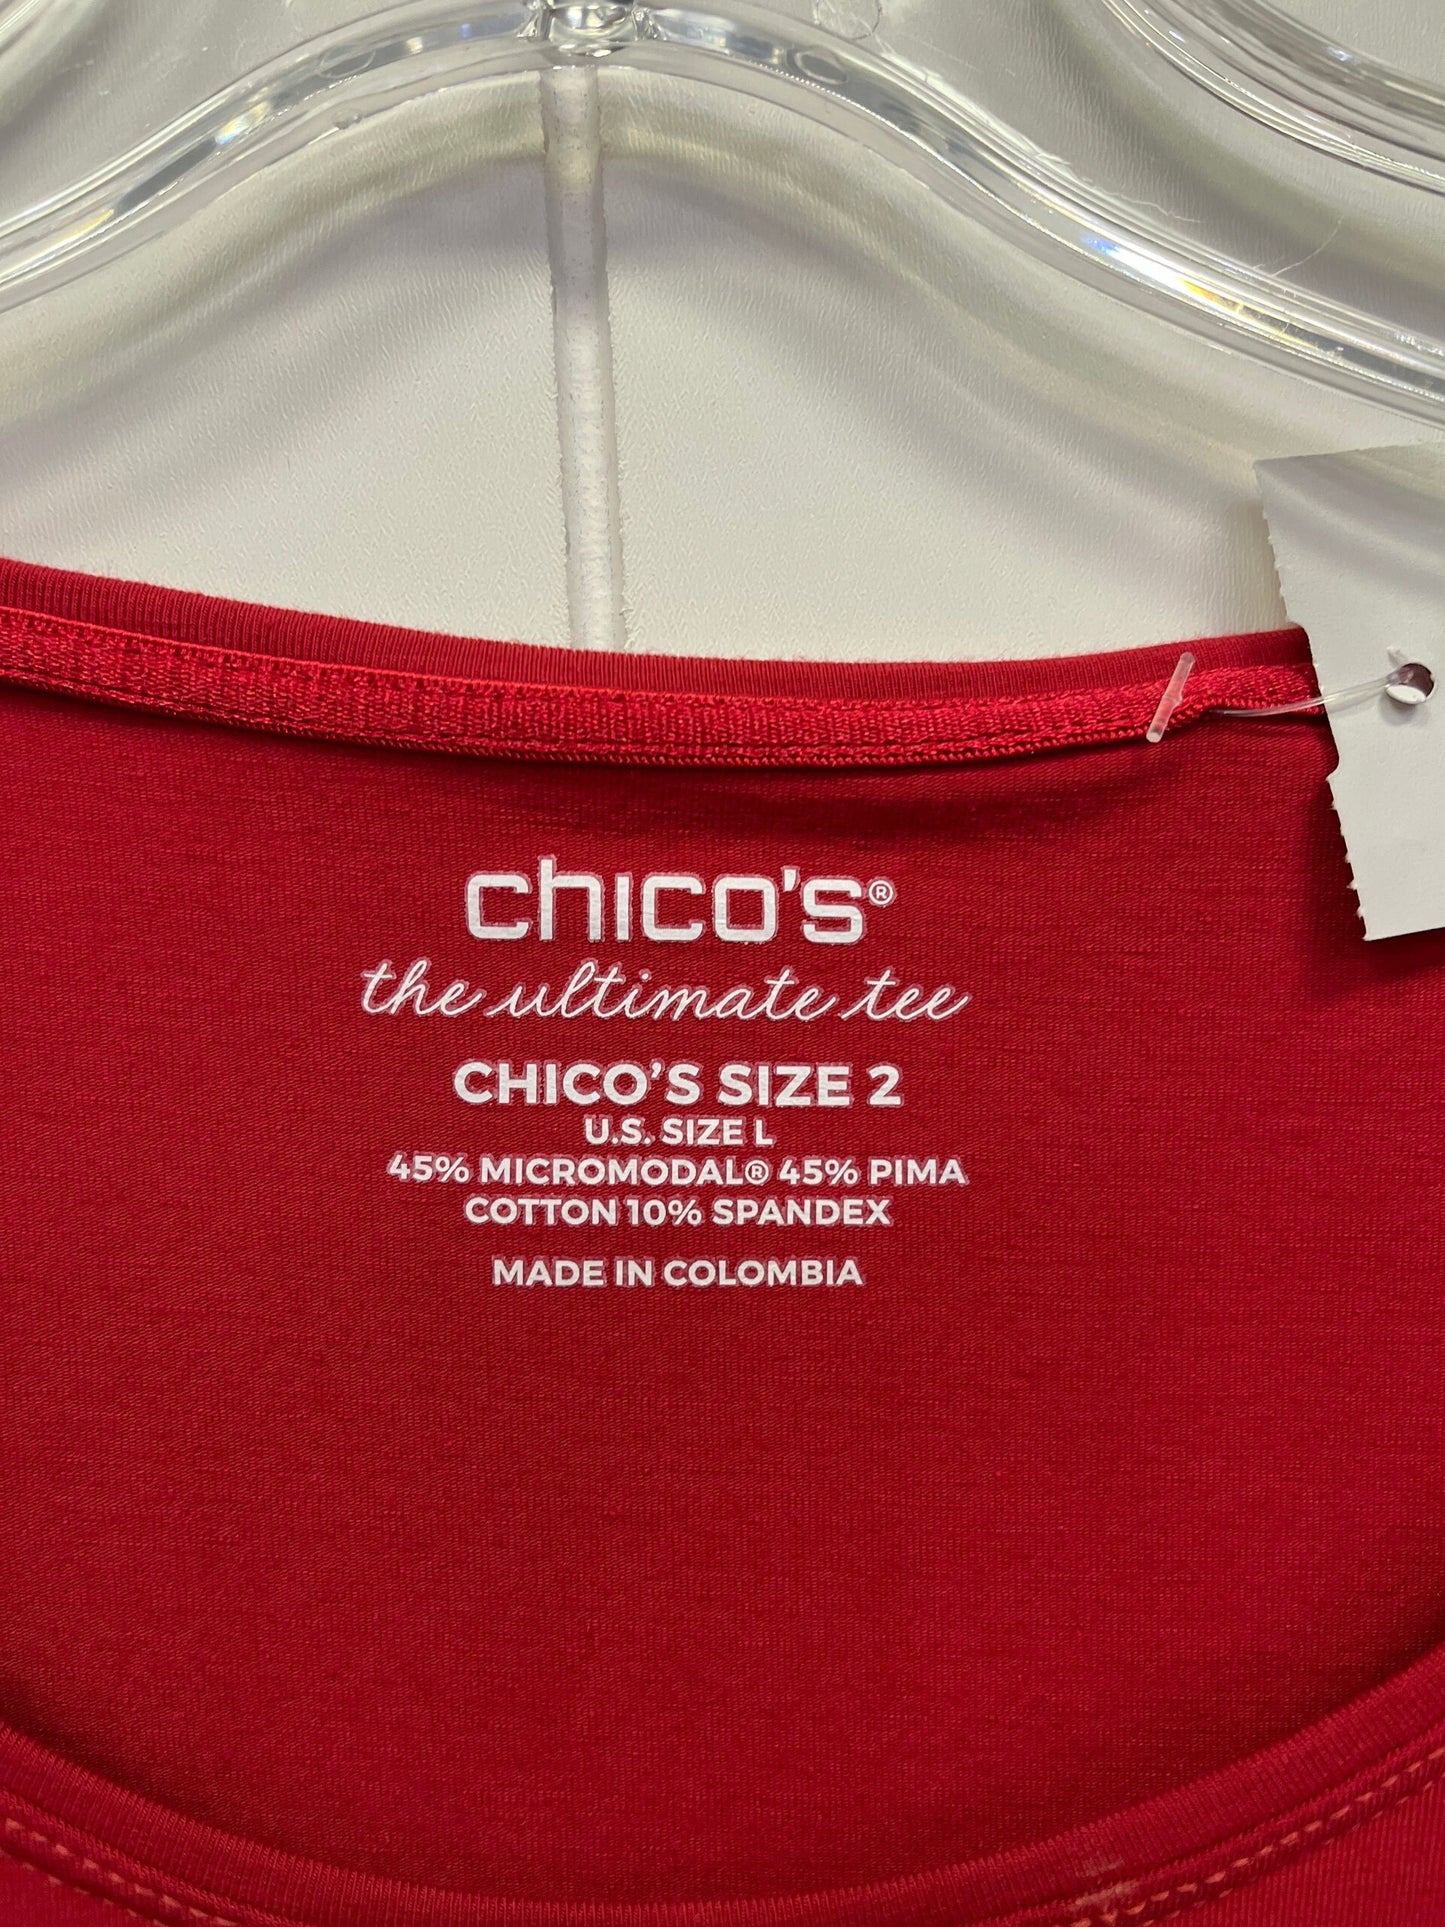 chico's®
the ultimate tee
CHICO'S SIZE 2
U.S. SIZE L
45% MICROMODAL® 45% PIMA
COTTON 10% SPANDEX
MADE IN COLOMBIA